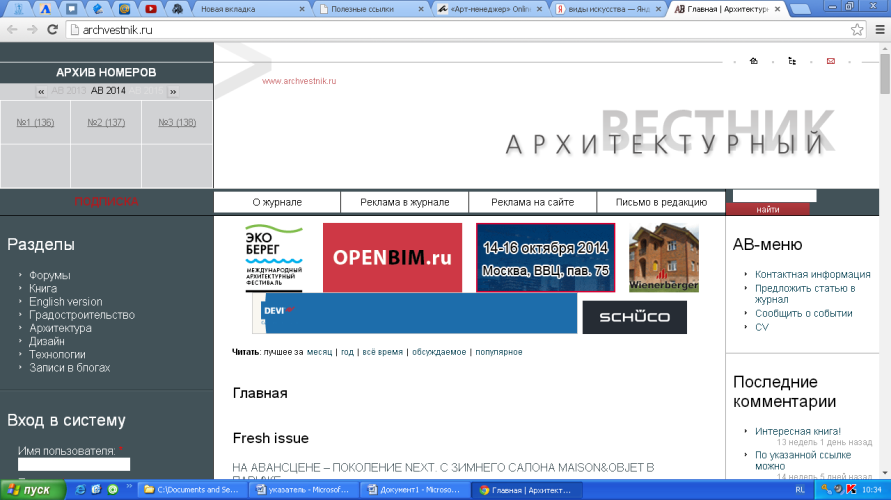 Новая вкладка
Полезные ссылки
«Арт-менеджер» Onlin
виды искусства — Янд
Главная | Архитектурн
archvestnik.ru
АРХИВ НОМЕРОВ
« АВ 2013 АВ 2014 АВ 2015 »
№1 (136) №2 (137) №3 (138)
ПОДПИСКА
www.archvestnik.ru
ВЕСТНИК
АРХИТЕКТУРНЫЙ
О журнале
Реклама в журнале
Реклама на сайте
Письмо в редакцию
найти
Разделы
Форумы
Книга
English version
Градостроительство
Архитектура
Дизайн
Технологии
Записи в блогах
Вход в систему
Имя пользователя:
ЭКО
БЕРЕГ
МЕЖДУНАРОДНЫЙ
АРХИТЕКТУРНЫЙ
ФЕСТИВАЛЬ
OPENBIM.ru
14-16 октября 2014
Москва, ВВЦ, пав. 75
Wienerberger
DEVI
SCHÜCO
Читать: лучшее за месяц | год | всё время | обсуждаемое | популярное
Главная
Fresh issue
НА АВАНСЦЕНЕ – ПОКОЛЕНИЕ NEXT. С ЗИМНЕГО САЛОНА MAISON&OBJET В
ПАРИЖЕ
АВ-меню
Контактная информация
Предложить статью в
журнал
Сообщить о событии
CV
Последние
комментарии
Интересная книга!
13 недель 1 день назад
По указанной ссылке
можно
14 недель 5 дней назад
пуск
C:\Documents and Se...
указатель - Microsof...
Документ1 - Microso...
Главная | Архитект...
RL
10:34